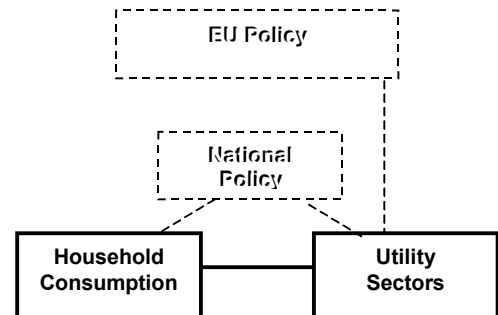 EU Policy
National
Policy
Household
Consumption
Utility
Sectors